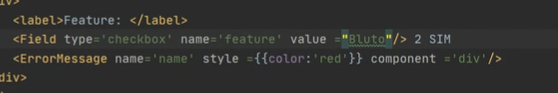 <label>Feature: </label>
<Field type='checkbox' name='feature' value ="Bluto"/> 2 SIM
<ErrorMessage name='name' style ={{color:'red'}} component ='div'/>
div>